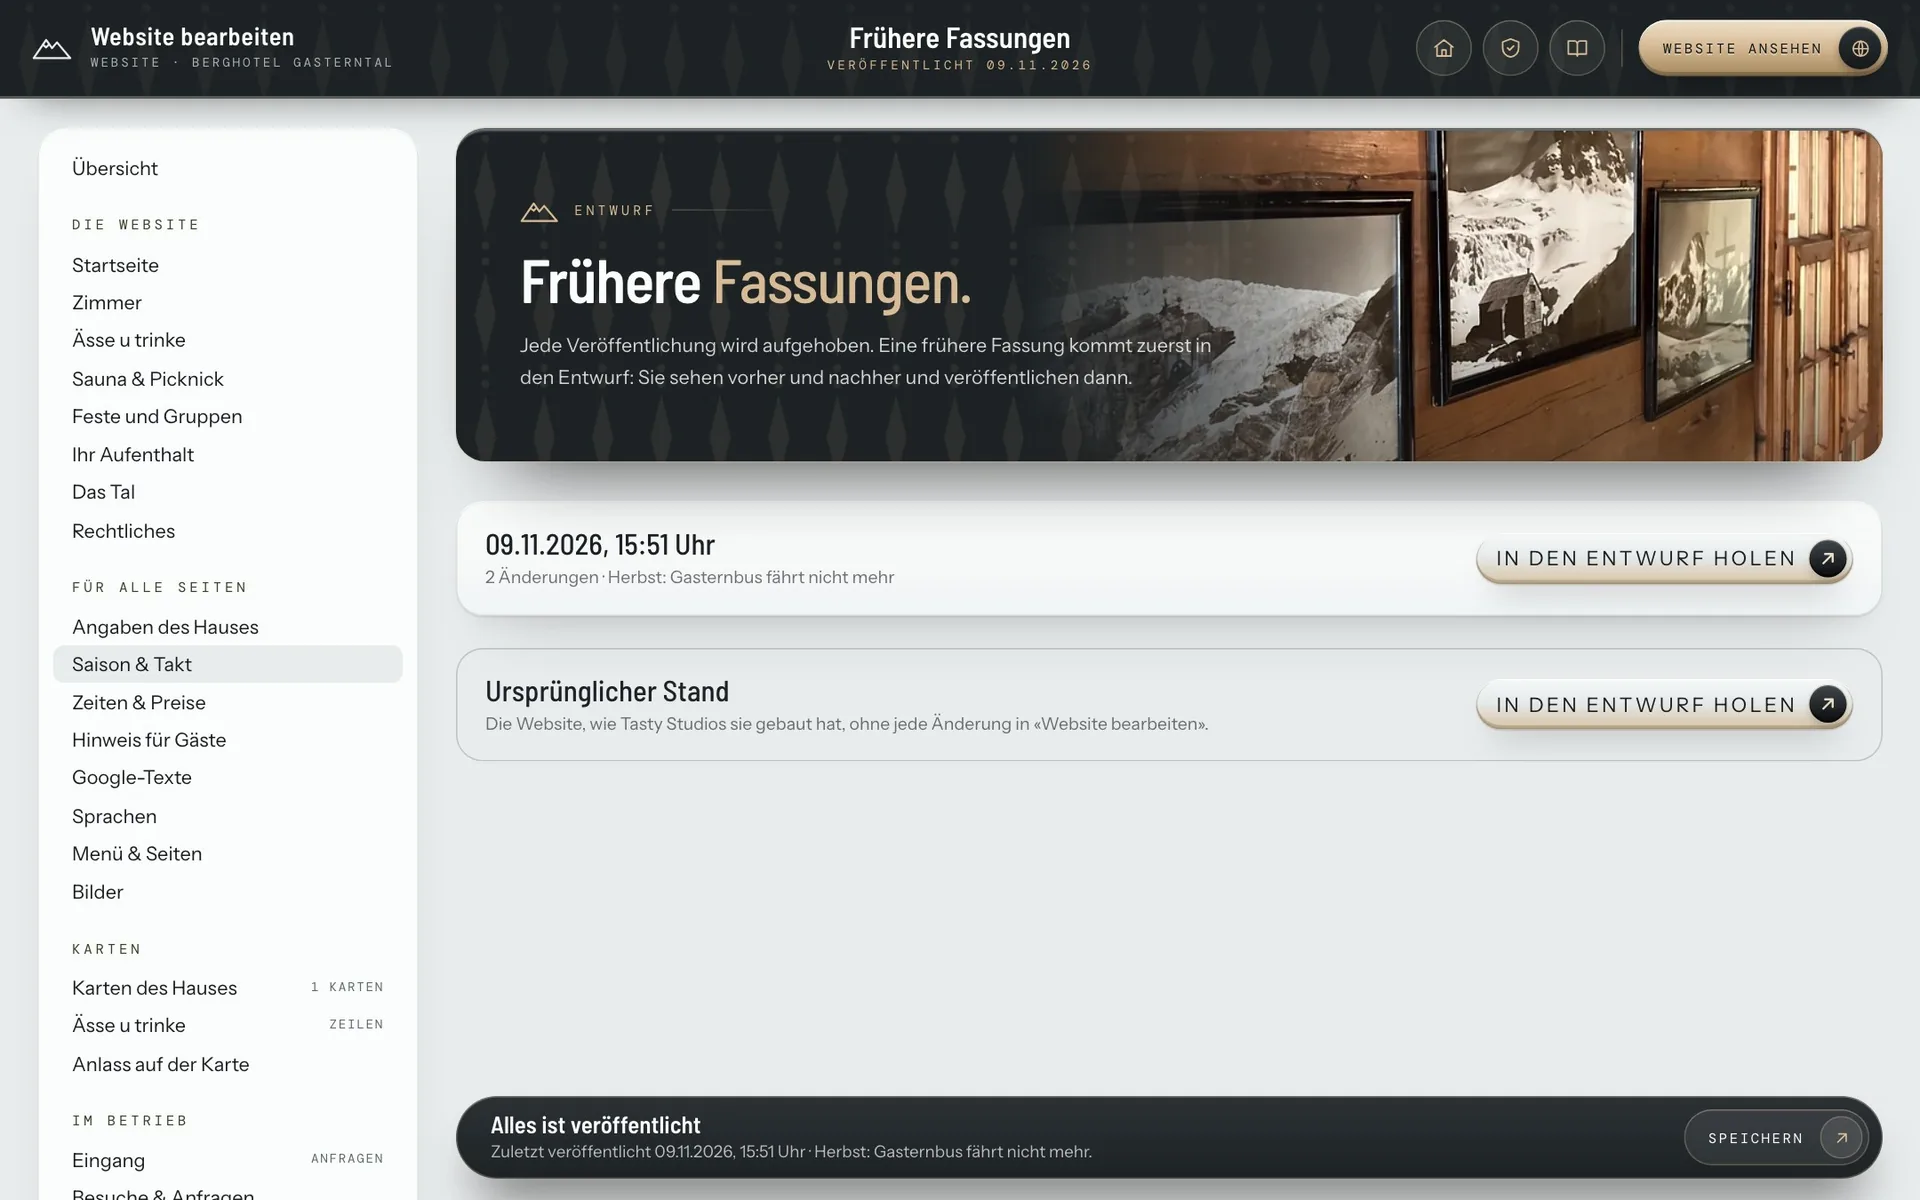 Website bearbeiten
WEBSITE · BERGHOTEL GASTERNTAL
Frühere Fassungen
VERÖFFENTLICHT 09.11.2026
WEBSITE ANSEHEN
Übersicht
DIE WEBSITE
Startseite
Zimmer
Ässe u trinke
Sauna & Picknick
Feste und Gruppen
Ihr Aufenthalt
Das Tal
Rechtliches
FÜR ALLE SEITEN
Angaben des Hauses
Saison & Takt
Zeiten & Preise
Hinweis für Gäste
Google-Texte
Sprachen
Menü & Seiten
Bilder
KARTEN
Karten des Hauses 1 KARTEN
Ässe u trinke ZEILEN
Anlass auf der Karte
IM BETRIEB
Eingang ANFRAGEN
Besuche & Anfragen
ENTWURF
Frühere Fassungen.
Jede Veröffentlichung wird aufgehoben. Eine frühere Fassung kommt zuerst in
den Entwurf: Sie sehen vorher und nachher und veröffentlichen dann.
09.11.2026, 15:51 Uhr
2 Änderungen · Herbst: Gasternbus fährt nicht mehr
IN DEN ENTWURF HOLEN
Ursprünglicher Stand
Die Website, wie Tasty Studios sie gebaut hat, ohne jede Änderung in «Website bearbeiten».
IN DEN ENTWURF HOLEN
Alles ist veröffentlicht
Zuletzt veröffentlicht 09.11.2026, 15:51 Uhr · Herbst: Gasternbus fährt nicht mehr.
SPEICHERN